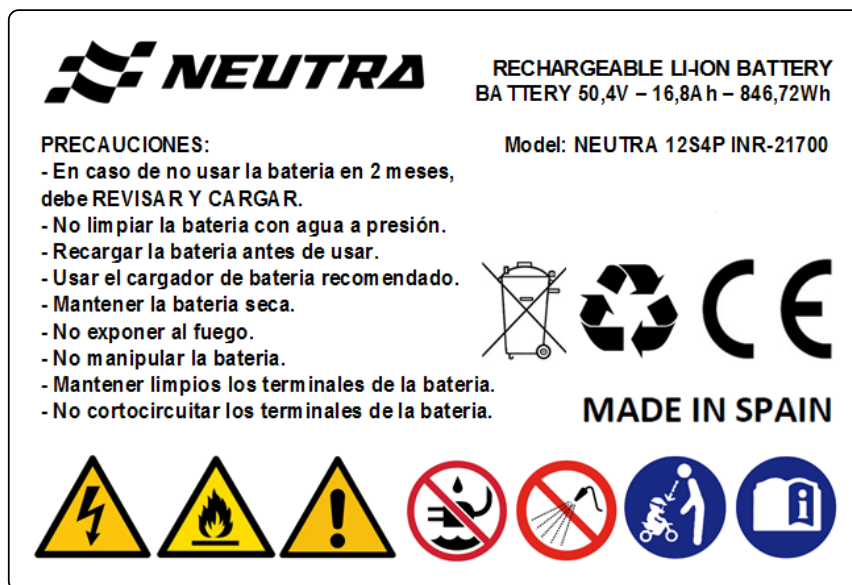 NEUTRA
RECHARGEABLE LI-ION BATTERY
BATTERY 50,4V – 16,8Ah – 846,72Wh
Model: NEUTRA 12S4P INR-21700
PRECAUCIONES:
- En caso de no usar la bateria en 2 meses,
debe REVISAR Y CARGAR.
- No limpiar la bateria con agua a presión.
- Recargar la bateria antes de usar.
- Usar el cargador de bateria recomendado.
- Mantener la bateria seca.
- No exponer al fuego.
- No manipular la bateria.
- Mantener limpios los terminales de la bateria.
- No cortocircuitar los terminales de la bateria.
CE
MADE IN SPAIN
i